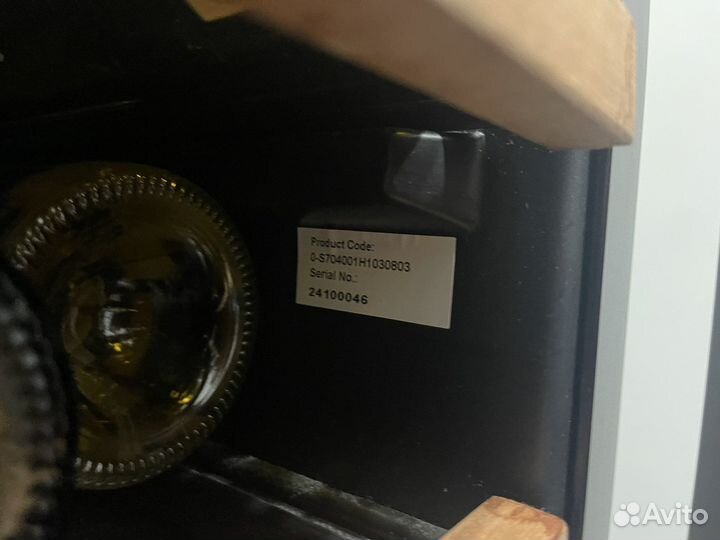 Product Code:
0-S704001H1030803
Serial No.:
24100046
Avito